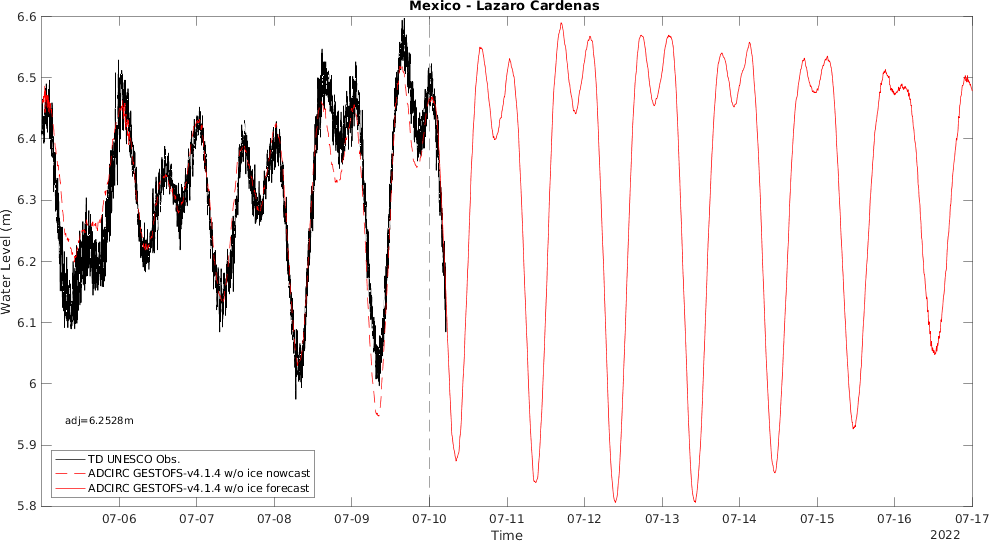 Mexico - Lazaro Cardenas
6.6
6.5
6.4
6.3
6.2
6.1
6
5.9
5.8
Water Level (m)
adj=6.2528m
TD UNESCO Obs.
ADCIRC GESTOFS-v4.1.4 w/o ice nowcast
ADCIRC GESTOFS-v4.1.4 w/o ice forecast
07-06 07-07 07-08 07-09 07-10 07-11 07-12 07-13 07-14 07-15 07-16 07-17
Time
2022